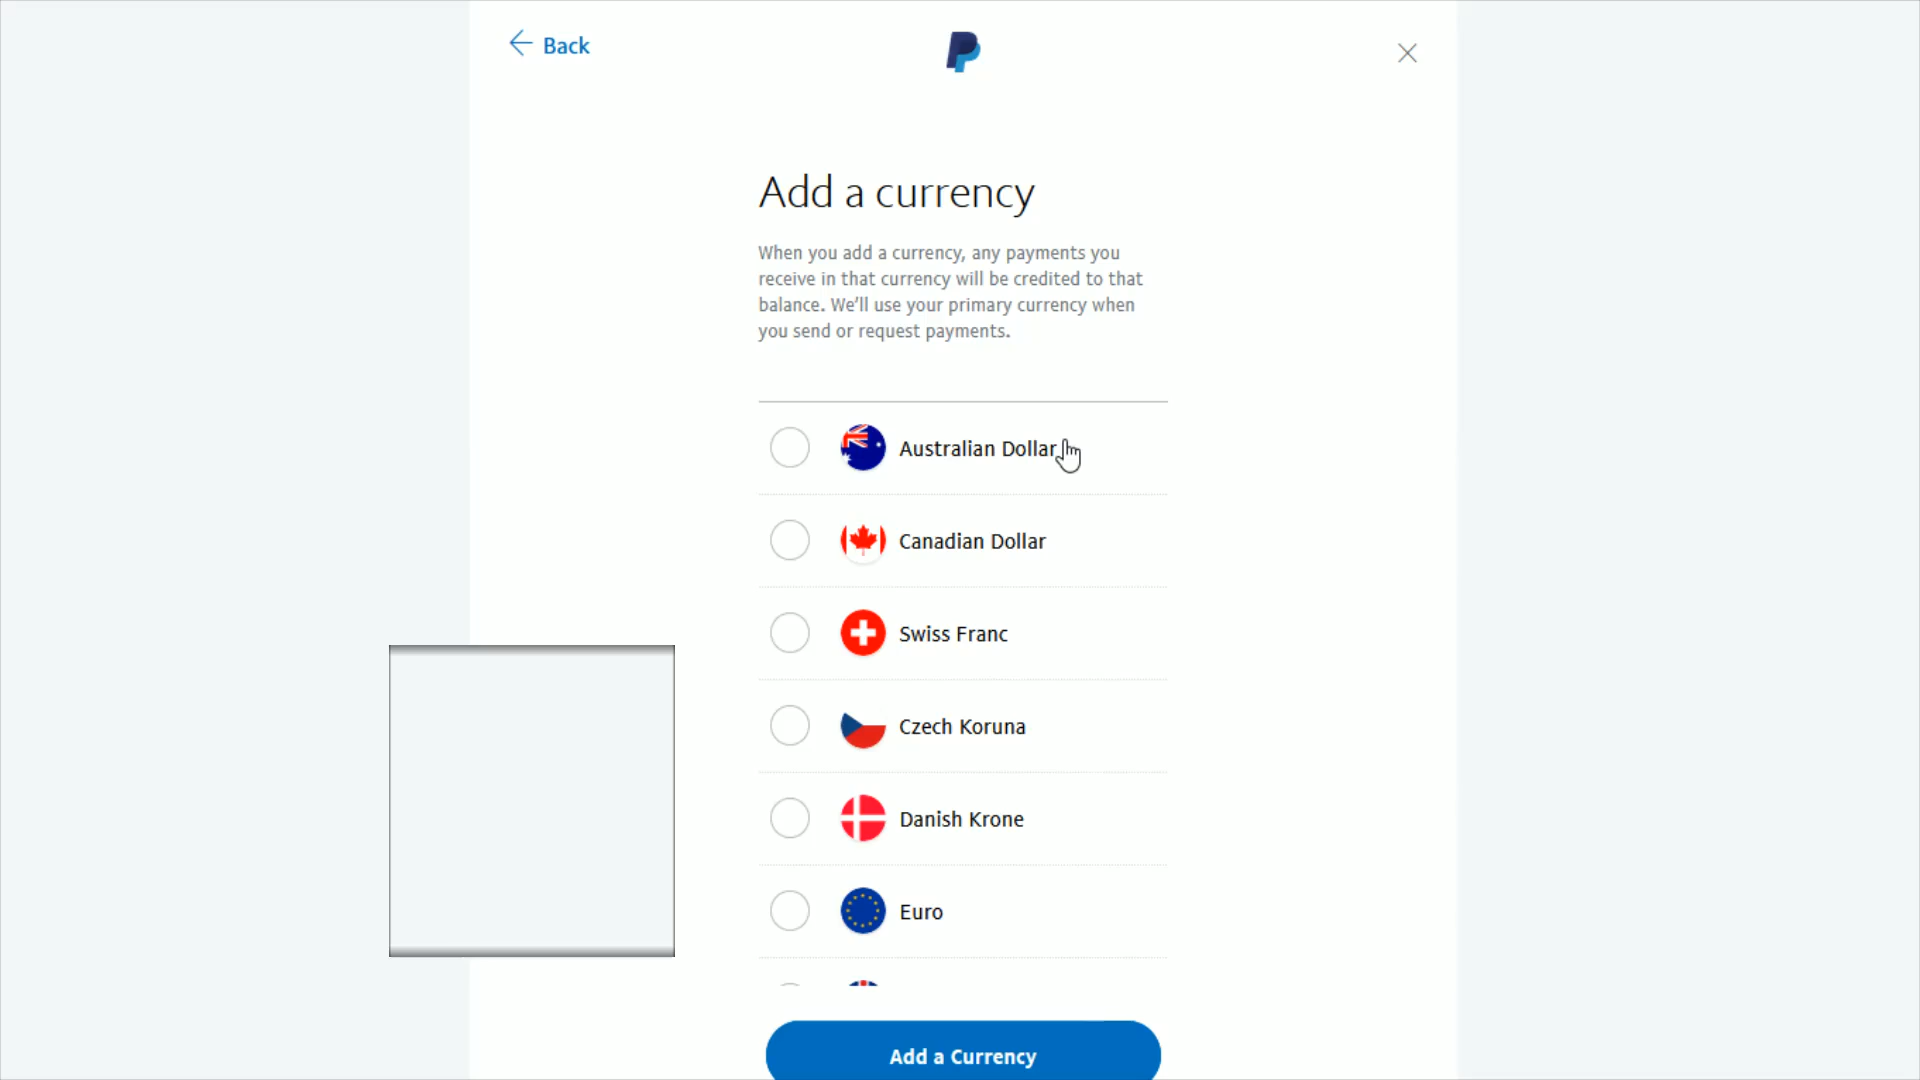 Back
Add a currency
When you add a currency, any payments you
receive in that currency will be credited to that
balance. We'll use your primary currency when
you send or request payments.
Australian Dollar
Canadian Dollar
Swiss Franc
Czech Koruna
Danish Krone
Euro
Add a Currency